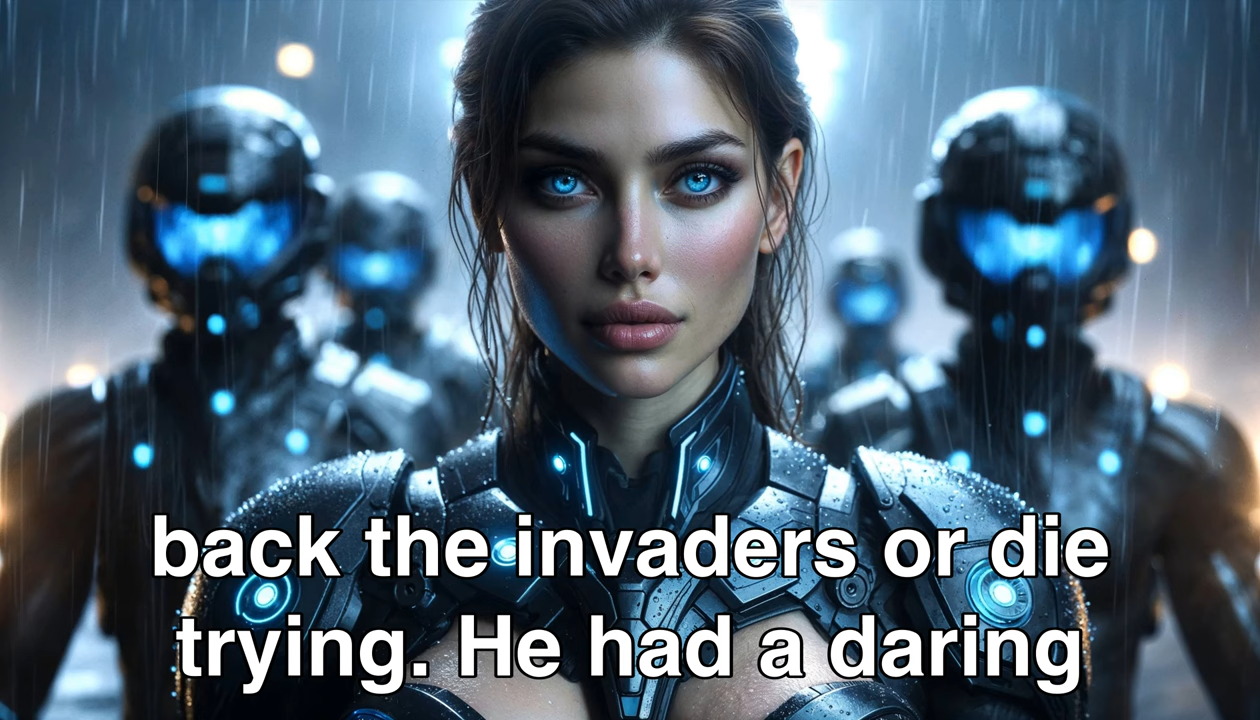 back the invaders or die
trying. He had a daring